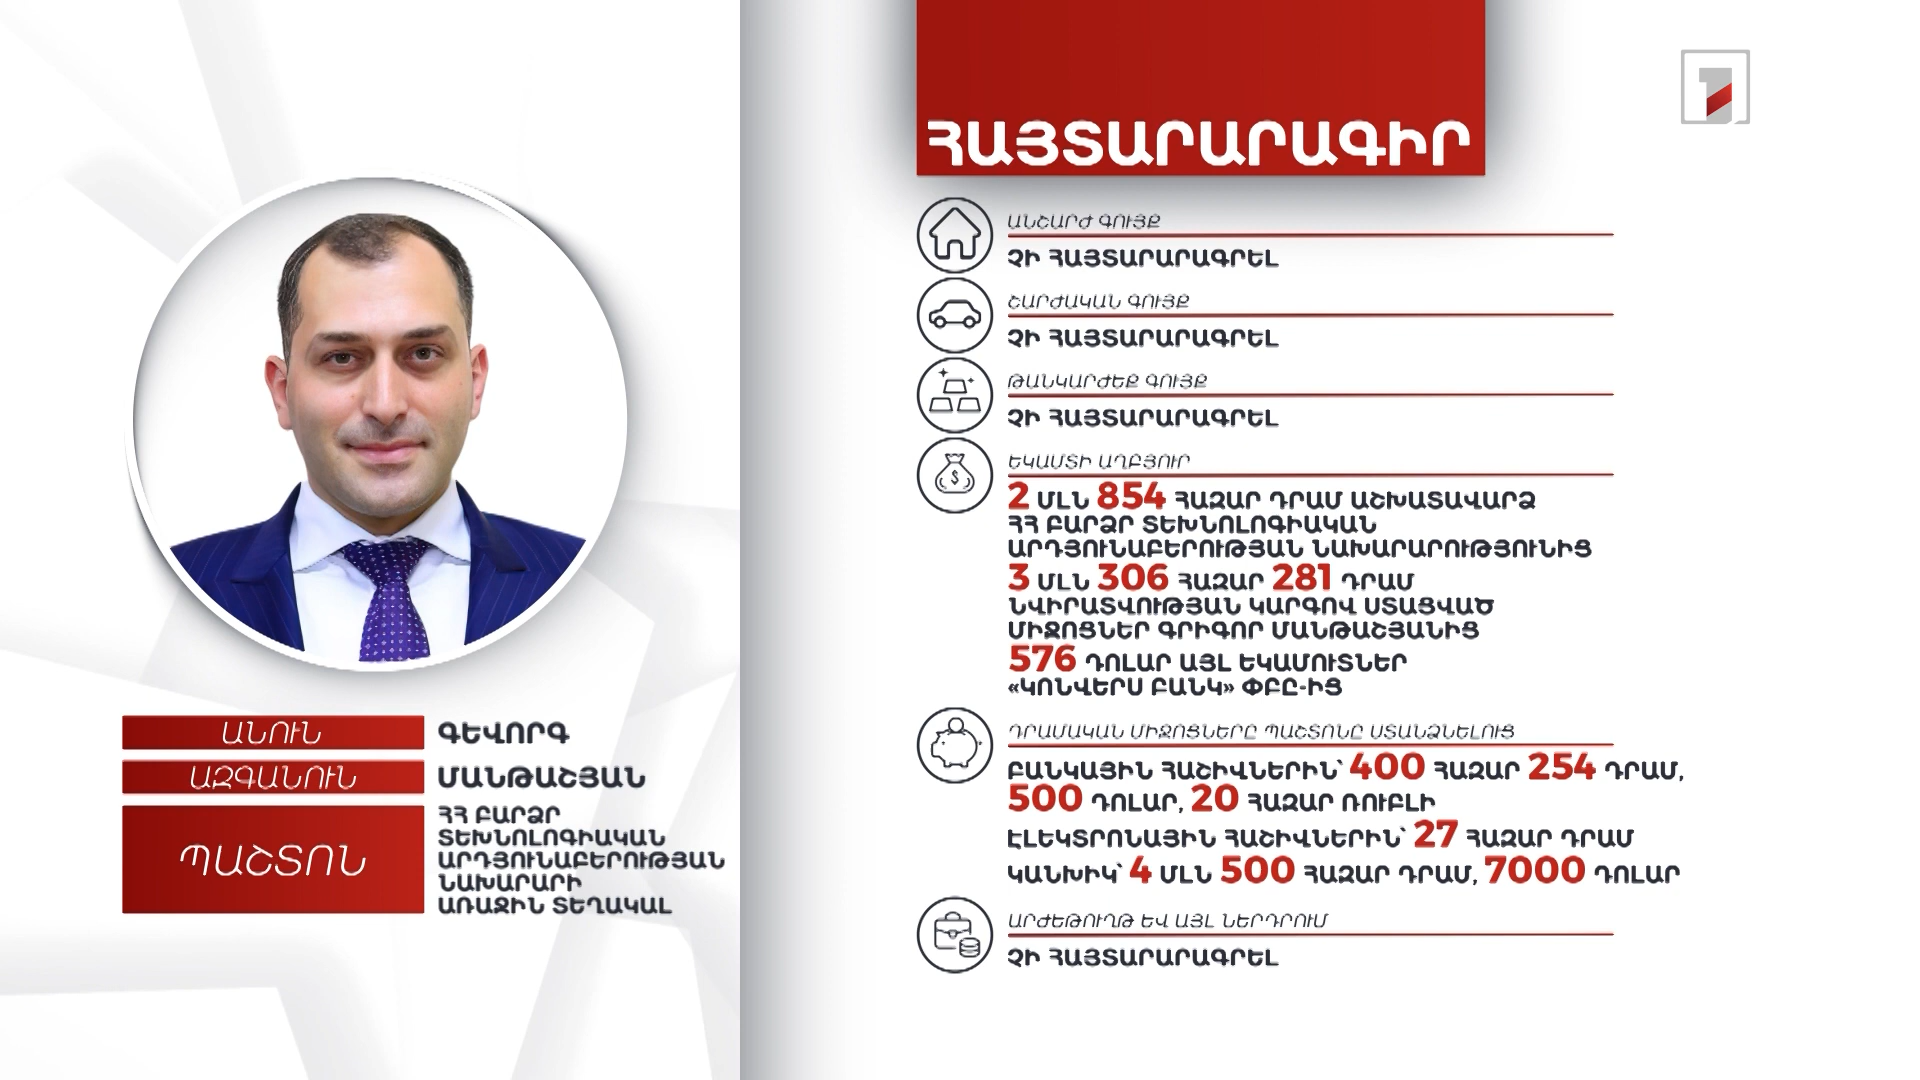 ԱՆՈՒՆ ԳԵՎՈՐԳ
ԱԶԳԱՆՈՒՆ ՄԱՆԹԱՇՅԱՆ
ՊԱՇՏՈՆ
ՀՀ ԲԱՐՁՐ
ՏԵԽՆՈԼՈԳԻԱԿԱՆ
ԱՐԴՅՈՒՆԱԲԵՐՈՒԹՅԱՆ
ՆԱԽԱՐԱՐԻ
ԱՌԱՋԻՆ ՏԵՂԱԿԱԼ
ՀԱՅՏԱՐԱՐԱԳԻՐ
ԱՆՇԱՐԺ ԳՈՒՅՔ
ՉԻ ՀԱՅՏԱՐԱՐԱԳՐԵԼ
ՇԱՐԺԱԿԱՆ ԳՈՒՅՔ
ՉԻ ՀԱՅՏԱՐԱՐԱԳՐԵԼ
ԹԱՆԿԱՐԺԵՔ ԳՈՒՅՔ
ՉԻ ՀԱՅՏԱՐԱՐԱԳՐԵԼ
ԵԿԱՄՏԻ ԱՂԲՅՈՒՐ
2 ՄԼՆ 854 ՀԱԶԱՐ ԴՐԱՄ ԱՇԽԱՏԱՎԱՐՁ
ՀՀ ԲԱՐՁՐ ՏԵԽՆՈԼՈԳԻԱԿԱՆ
ԱՐԴՅՈՒՆԱԲԵՐՈՒԹՅԱՆ ՆԱԽԱՐԱՐՈՒԹՅՈՒՆԻՑ
3 ՄԼՆ 306 ՀԱԶԱՐ 281 ԴՐԱՄ
ՆՎԻՐԱՏՎՈՒԹՅԱՆ ԿԱՐԳՈՎ ՍՏԱՑՎԱԾ
ՄԻՋՈՑՆԵՐ ԳՐԻԳՈՐ ՄԱՆԹԱՇՅԱՆԻՑ
576 ԴՈԼԱՐ ԱՅԼ ԵԿԱՄՈՒՏՆԵՐ
«ԿՈՆՎԵՐՍ ԲԱՆԿ» ՓԲԸ-ԻՑ
ԴՐԱՄԱԿԱՆ ՄԻՋՈՑՆԵՐԸ ՊԱՇՏՈՆԸ ՍՏԱՆՁՆԵԼՈՒՑ
ԲԱՆԿԱՅԻՆ ՀԱՇԻՎՆԵՐԻՆ՝ 400 ՀԱԶԱՐ 254 ԴՐԱՄ,
500 ԴՈԼԱՐ, 20 ՀԱԶԱՐ ՌՈՒԲԼԻ
ԷԼԵԿՏՐՈՆԱՅԻՆ ՀԱՇԻՎՆԵՐԻՆ՝ 27 ՀԱԶԱՐ ԴՐԱՄ
ԿԱՆԽԻԿ՝ 4 ՄԼՆ 500 ՀԱԶԱՐ ԴՐԱՄ, 7000 ԴՈԼԱՐ
ԱՐԺԵԹՈՒՂԹ ԵՎ ԱՅԼ ՆԵՐԴՐՈՒՄ
ՉԻ ՀԱՅՏԱՐԱՐԱԳՐԵԼ